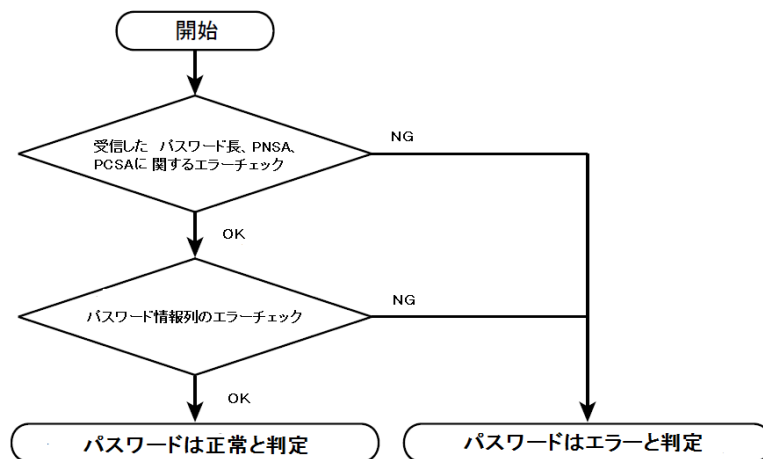 開始
受信した パスワード長、PNSA、
PCSAに 関するエラーチェック
NG
OK
パスワード情報列のエラーチェック
NG
OK
パスワードは正常と判定
パスワードはエラーと判定